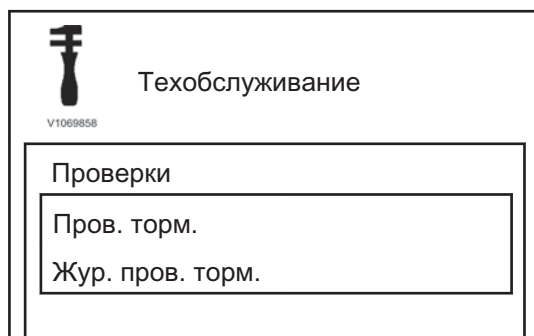 Техобслуживание
V1069858
Проверки
Пров. торм.
Жур. пров. торм.